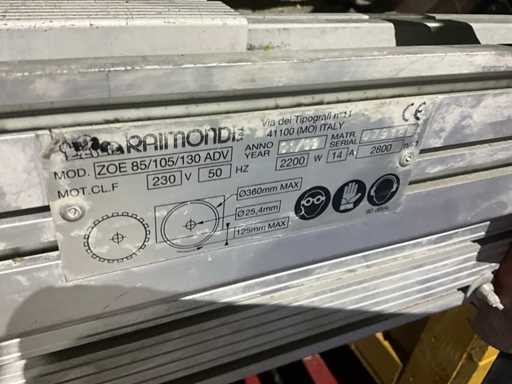 RAIMONDI
Via dei Tipografi n°11
41100 (MO) ITALY
MOD. ZOE 85/105/130 ADV
ANNO
YEAR
MATR.
SERIAL
MOT.CL.F 230 V 50 HZ 2200 W 14 A 2800
Ø360mm MAX
Ø25,4mm
125mm MAX